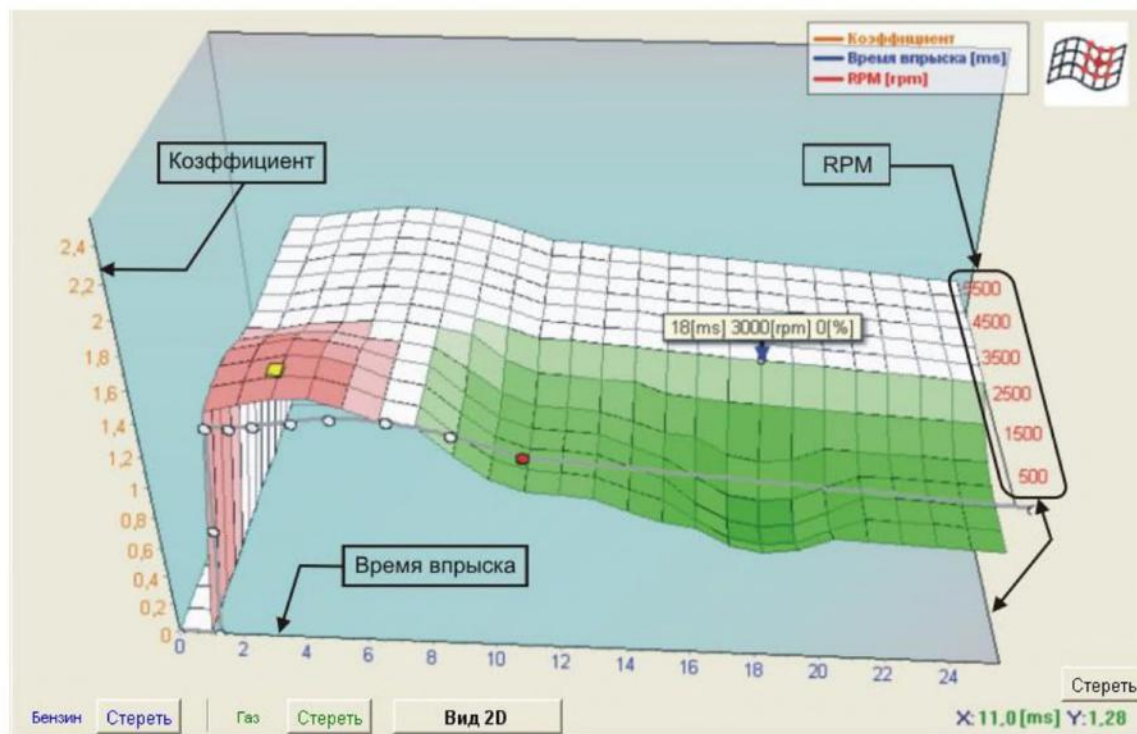 Коэффициент
Время впрыска [ms]
RPM [rpm]
Коэффициент
RPM
2,4
2,2
2
1,8
1,6
1,4
1,2
1
0,8
0,6
0,4
0,2
0
5500
4500
3500
2500
1500
500
18[ms] 3000[rpm] 0[%]
Время впрыска
0 2 4 6 8 10 12 14 16 18 20 22 24
Стереть
Бензин Стереть Газ Стереть Вид 2D X:11,0 [ms] Y:1,28